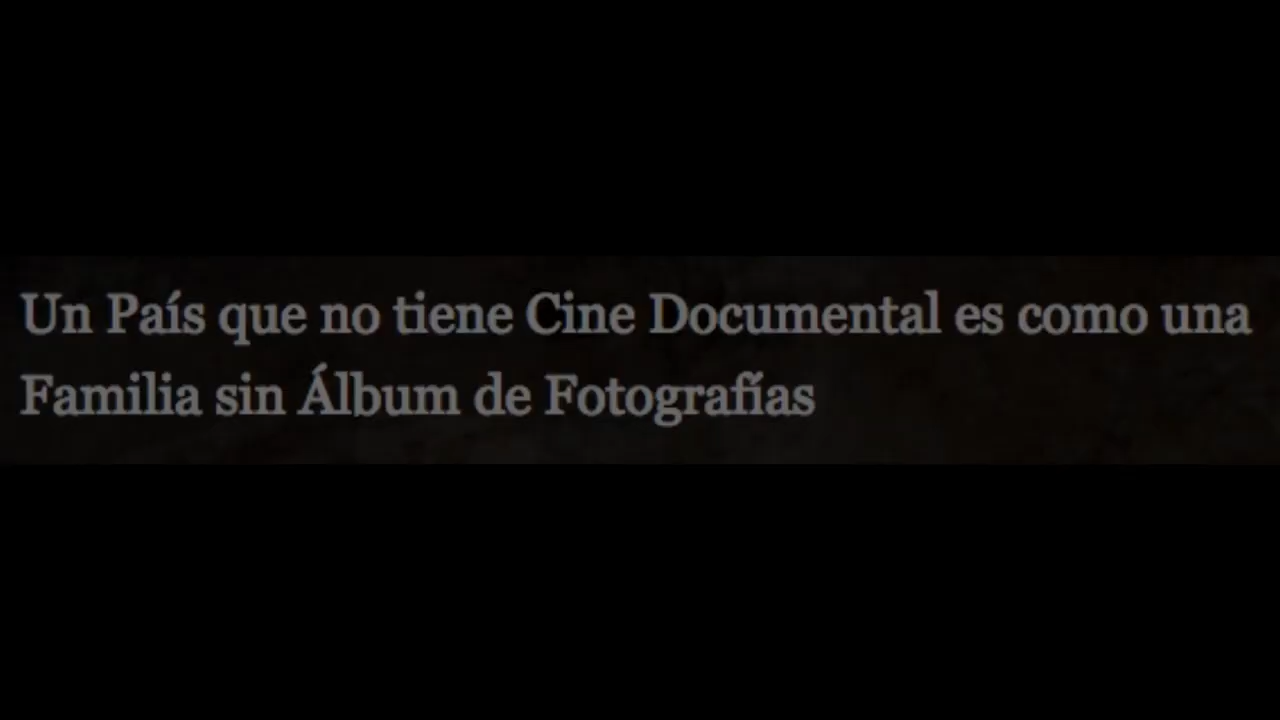 Un País que no tiene Cine Documental es como una
Familia sin Álbum de Fotografías